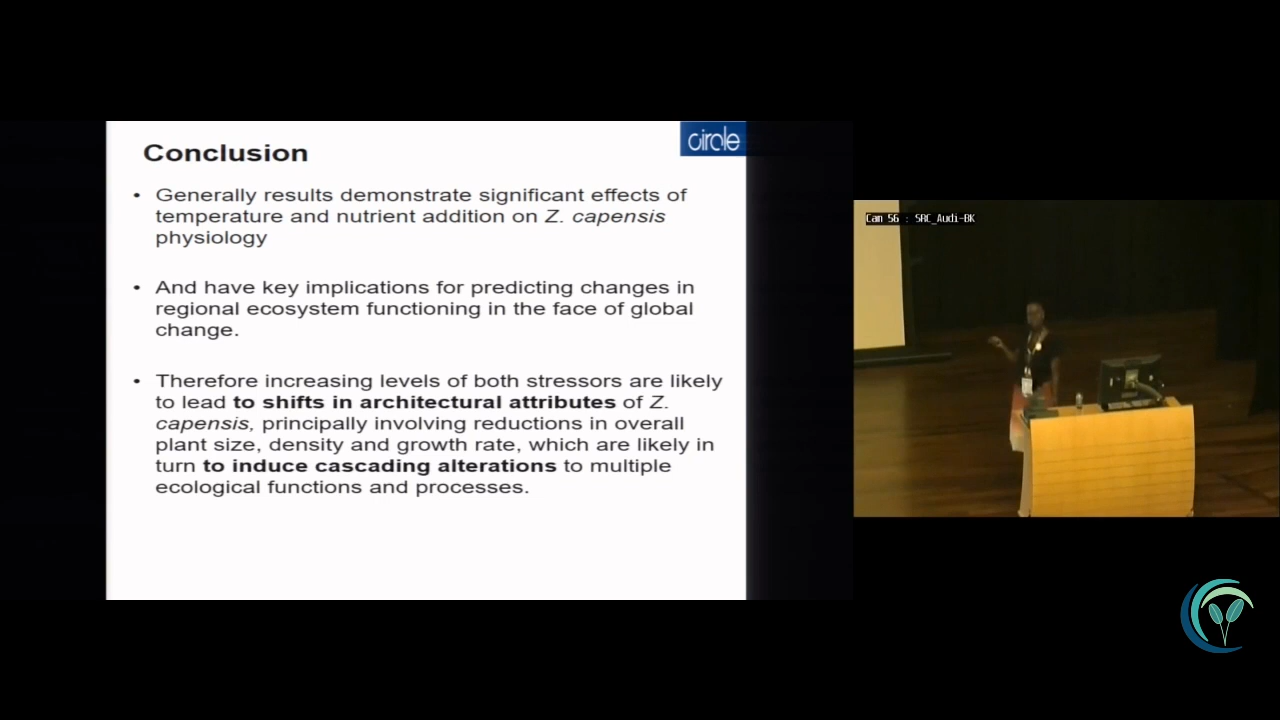 Conclusion
circle
• Generally results demonstrate significant effects of
temperature and nutrient addition on Z. capensis
physiology
• And have key implications for predicting changes in
regional ecosystem functioning in the face of global
change.
• Therefore increasing levels of both stressors are likely
to lead to shifts in architectural attributes of Z.
capensis, principally involving reductions in overall
plant size, density and growth rate, which are likely in
turn to induce cascading alterations to multiple
ecological functions and processes.
Cam 56 : SRC_Audi-BK